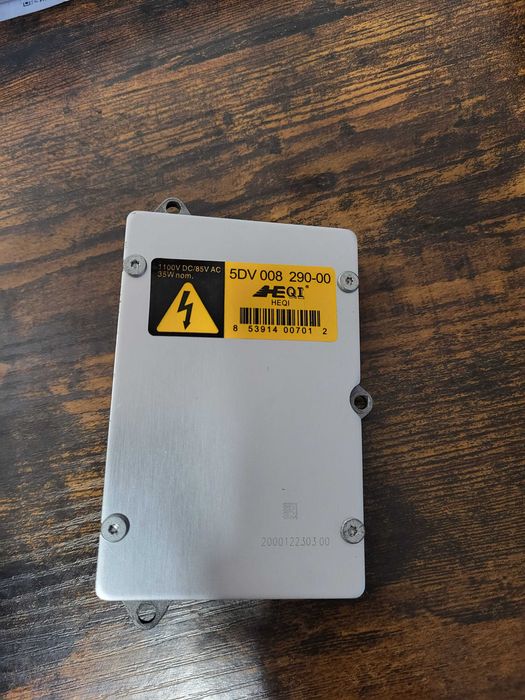 1100V DC/85V AC
35W nom.
5DV 008 290-00
HEQI®
HEQI
8 53914 00701 2
2000122303 00